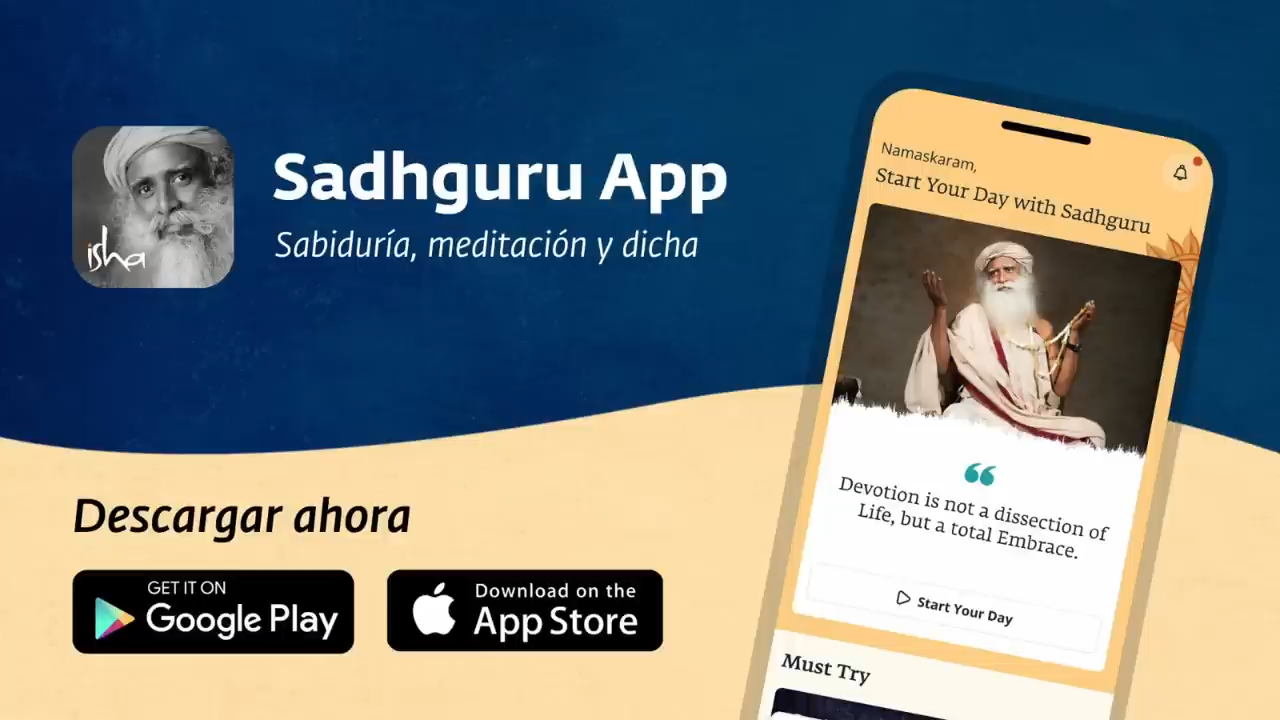 isha
Sadhguru App
Sabiduría, meditación y dicha
Descargar ahora
GET IT ON
Google Play
Download on the
App Store
Namaskaram,
Start Your Day with Sadhguru
Devotion is not a dissection of
Life, but a total Embrace.
Start Your Day
Must Try